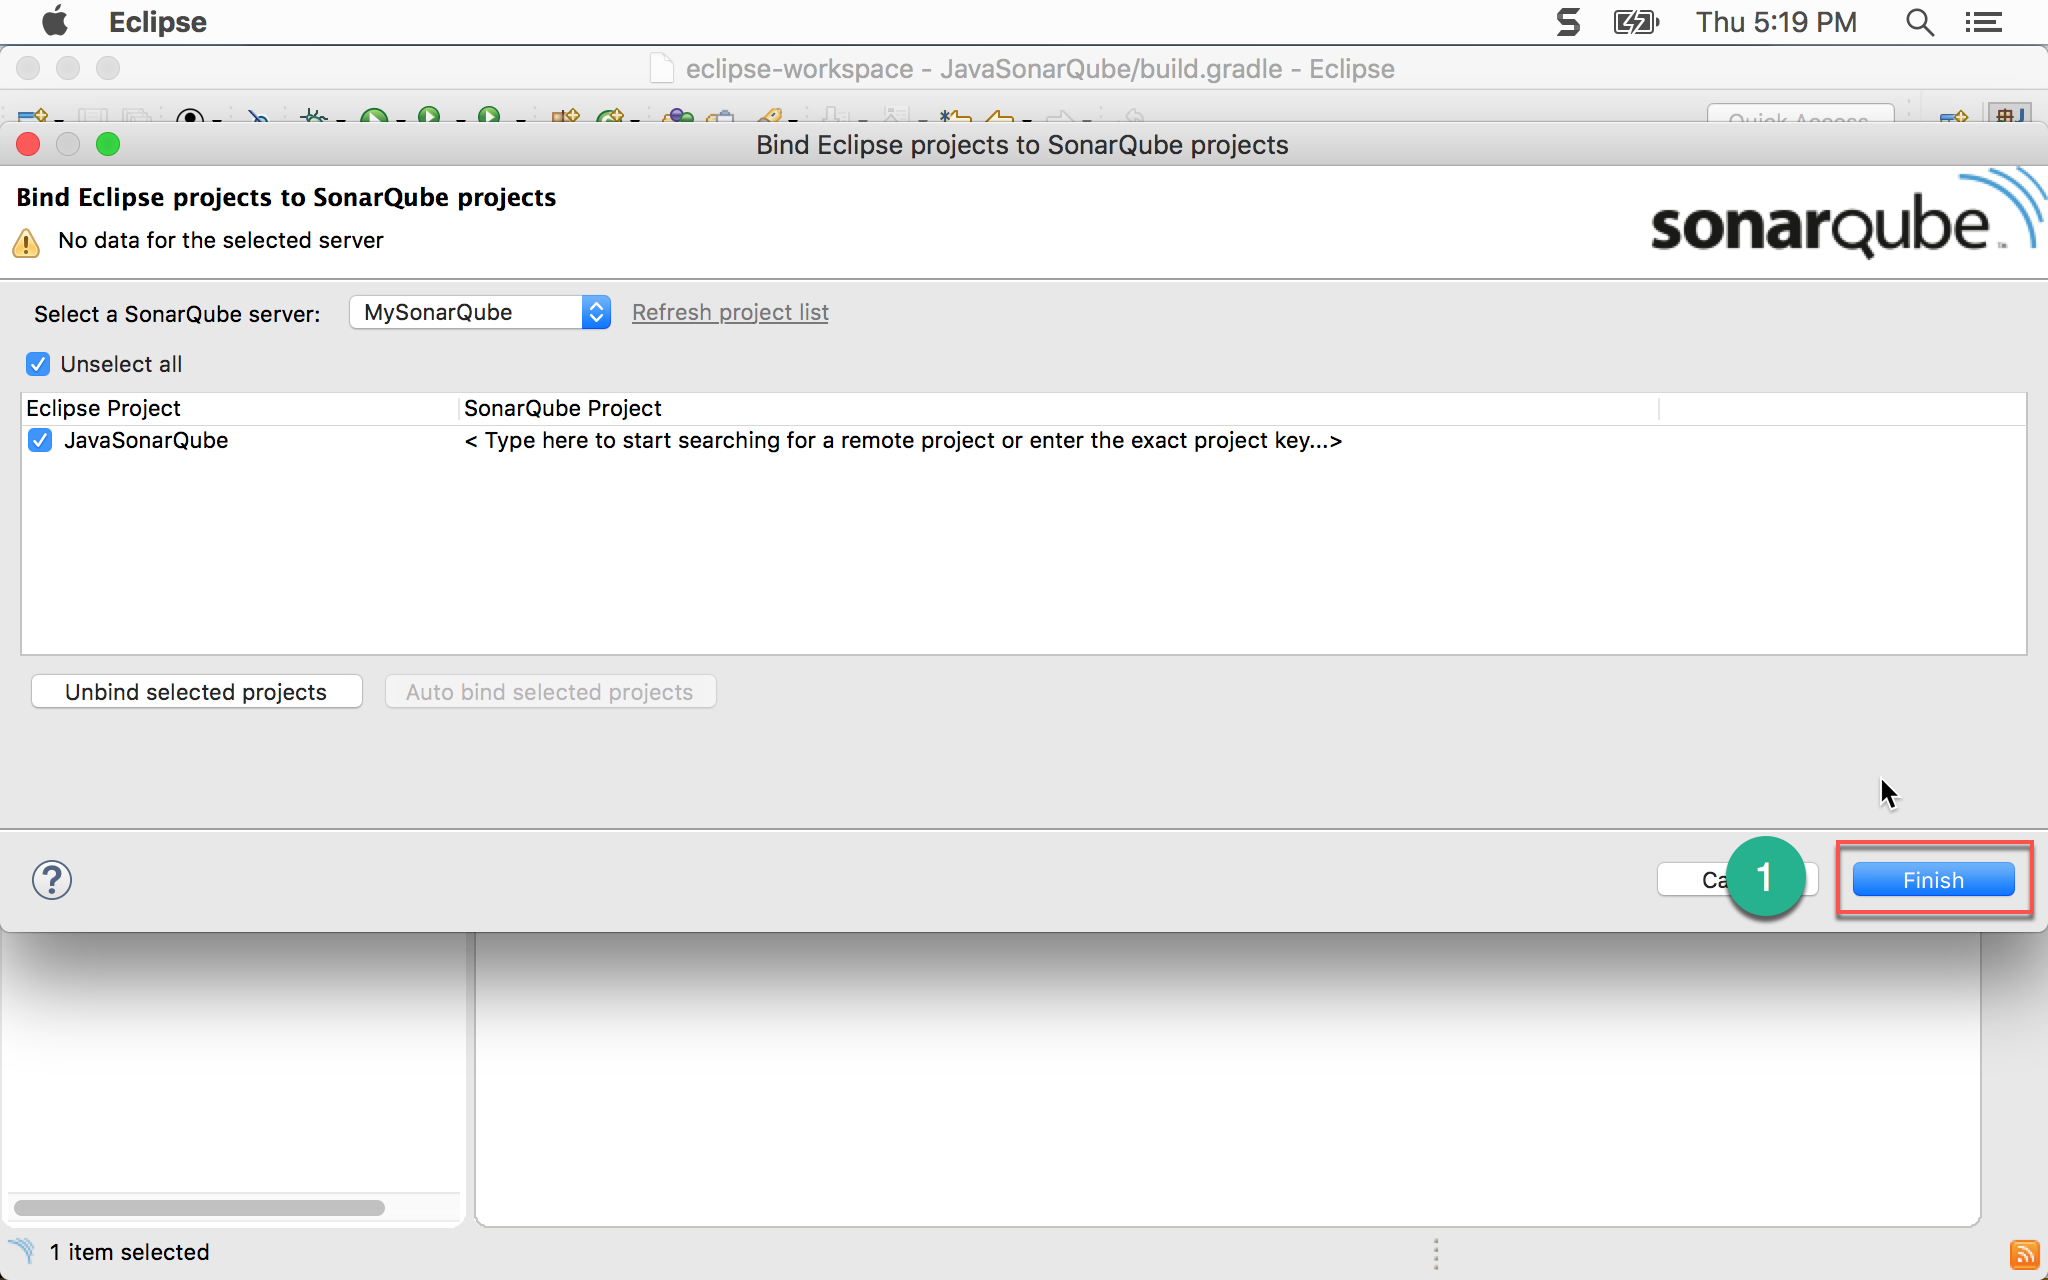 Eclipse
Thu 5:19 PM
eclipse-workspace - JavaSonarQube/build.gradle - Eclipse
Quick Access
Bind Eclipse projects to SonarQube projects
Bind Eclipse projects to SonarQube projects
No data for the selected server
sonarqube
Select a SonarQube server: MySonarQube Refresh project list
Unselect all
Eclipse Project SonarQube Project
JavaSonarQube < Type here to start searching for a remote project or enter the exact project key...>
Unbind selected projects Auto bind selected projects
? Ca 1 Finish
1 item selected